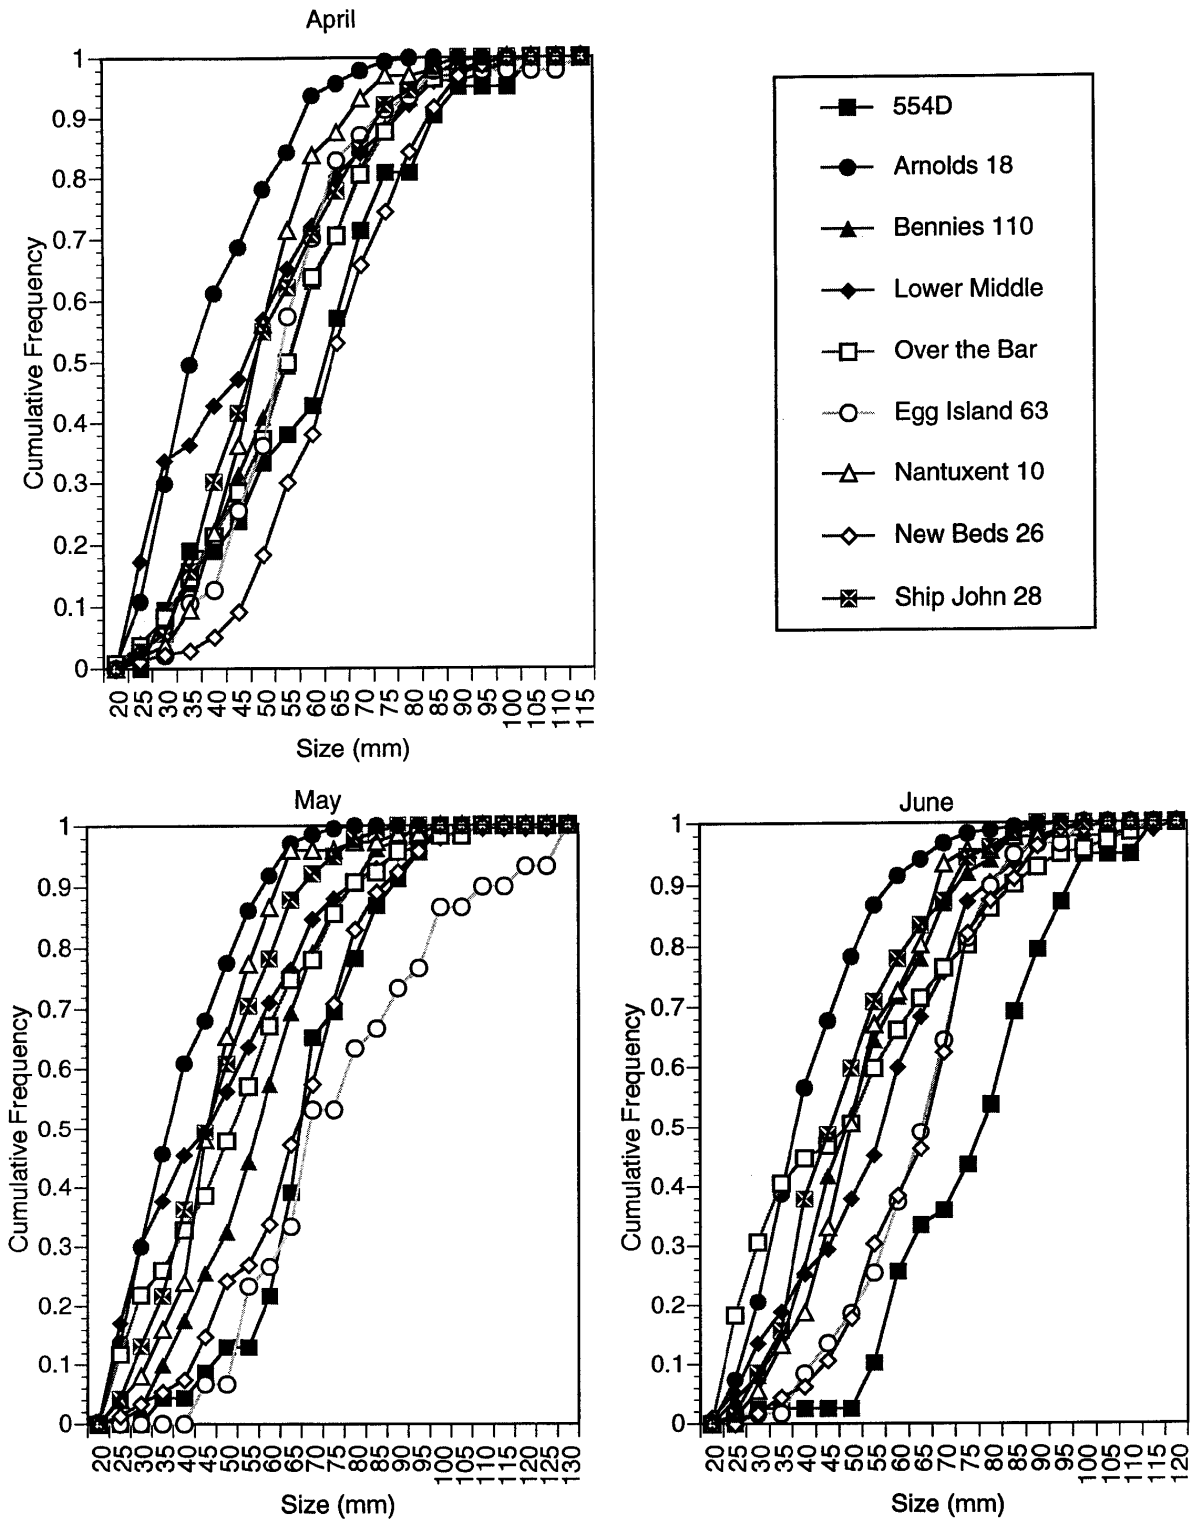 April
1
0.9
0.8
0.7
0.6
0.5
0.4
0.3
0.2
0.1
0
Cumulative Frequency
20 25 30 35 40 45 50 55 60 65 70 75 80 85 90 95 100 105 110 115
Size (mm)
554D
Arnolds 18
Bennies 110
Lower Middle
Over the Bar
Egg Island 63
Nantuxent 10
New Beds 26
Ship John 28
May
1
0.9
0.8
0.7
0.6
0.5
0.4
0.3
0.2
0.1
0
Cumulative Frequency
20 25 30 35 40 45 50 55 60 65 70 75 80 85 90 95 100 105 110 115 120 125 130
Size (mm)
June
1
0.9
0.8
0.7
0.6
0.5
0.4
0.3
0.2
0.1
0
Cumulative Frequency
20 25 30 35 40 45 50 55 60 65 70 75 80 85 90 95 100 105 110 115 120
Size (mm)